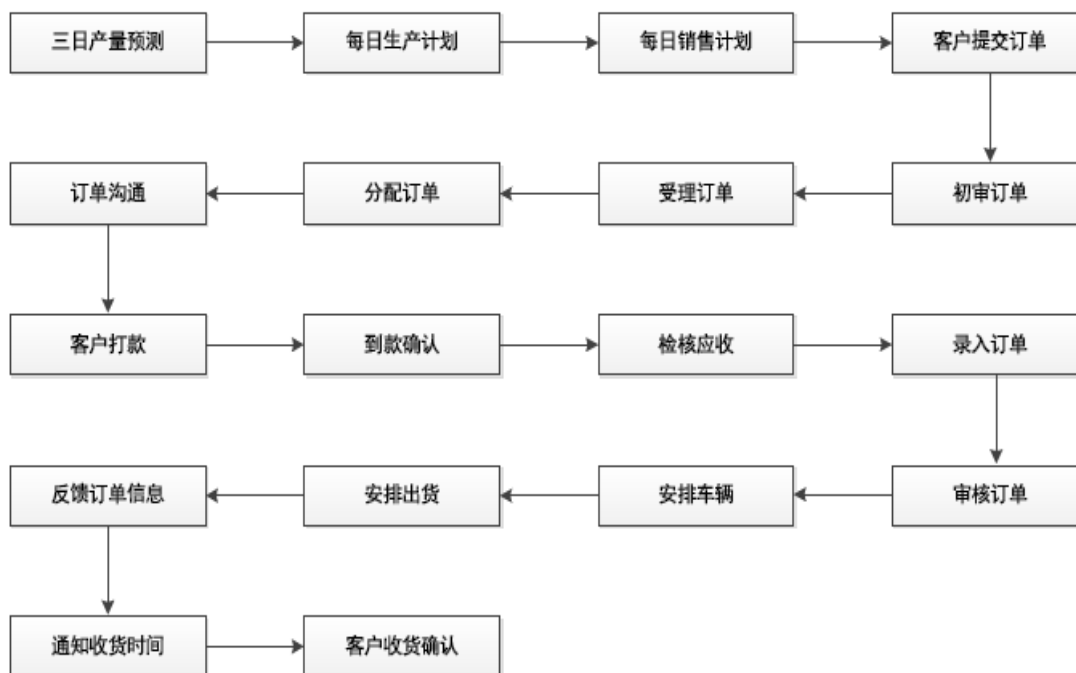 三日产量预测
每日生产计划
每日销售计划
客户提交订单
初审订单
受理订单
分配订单
订单沟通
客户打款
到款确认
检核应收
录入订单
审核订单
安排车辆
安排出货
反馈订单信息
通知收货时间
客户收货确认